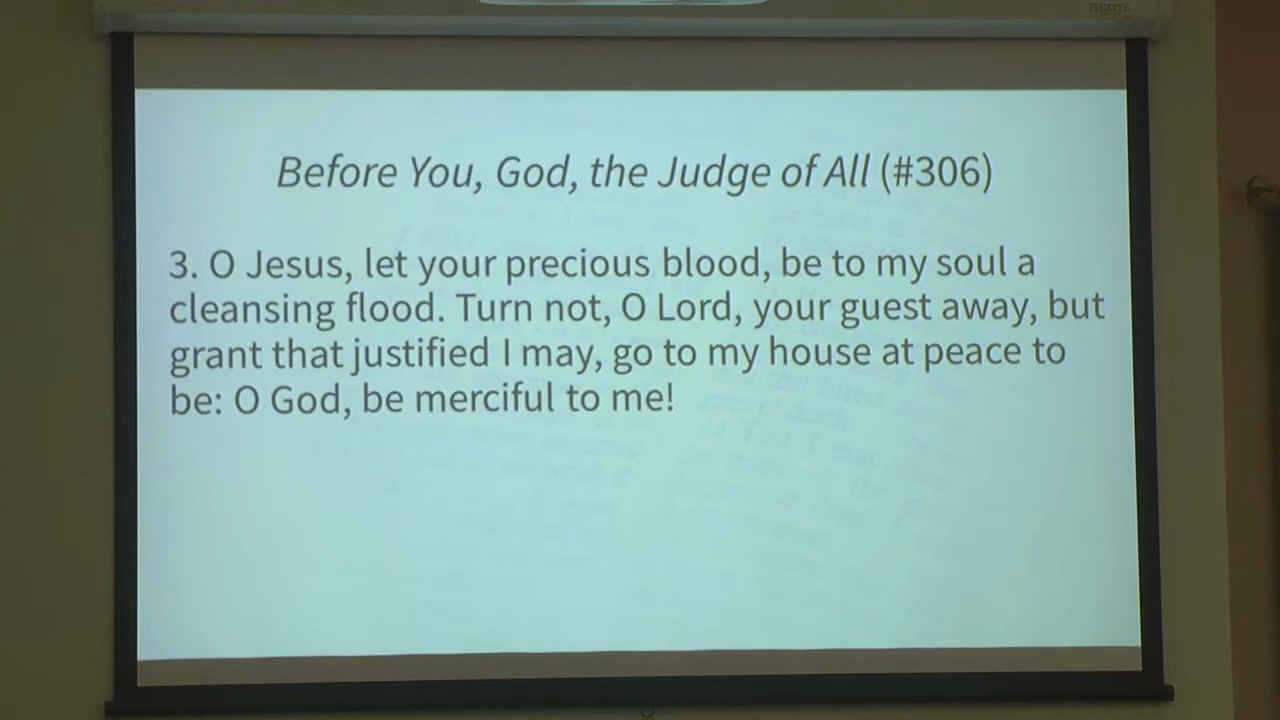 Before You, God, the Judge of All (#306)
3. O Jesus, let your precious blood, be to my soul a
cleansing flood. Turn not, O Lord, your guest away, but
grant that justified I may, go to my house at peace to
be: O God, be merciful to me!